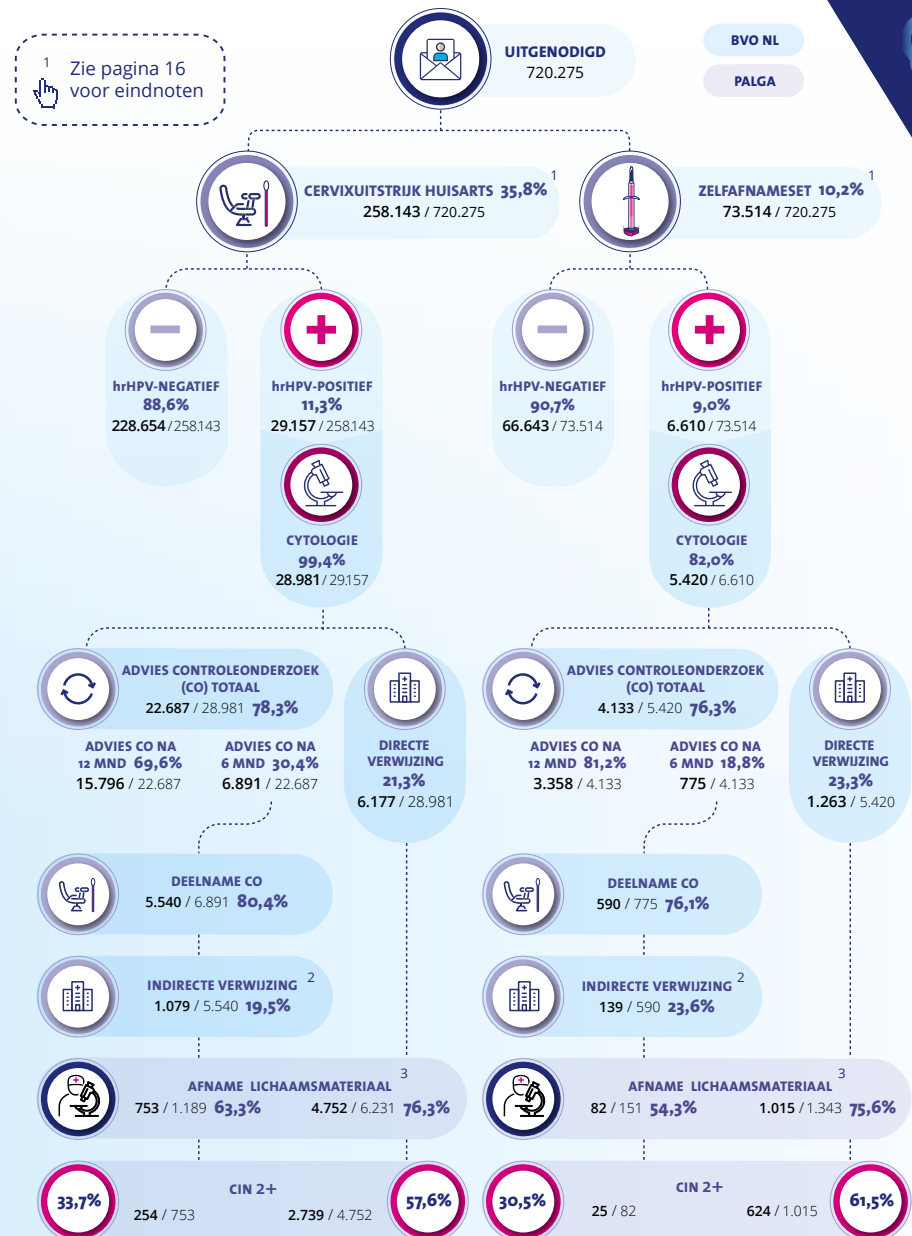 1 Zie pagina 16
voor eindnoten
UITGENODIGD
720.275
BVO NL
PALGA
CERVIXUITSTRIJK HUISARTS 35,8% 1
258.143 / 720.275
ZELFAFNAMESET 10,2% 1
73.514 / 720.275
hrHPV-NEGATIEF
88,6%
228.654 / 258.143
hrHPV-POSITIEF
11,3%
29.157 / 258.143
CYTOLOGIE
99,4%
28.981 / 29.157
hrHPV-NEGATIEF
90,7%
66.643 / 73.514
hrHPV-POSITIEF
9,0%
6.610 / 73.514
CYTOLOGIE
82,0%
5.420 / 6.610
ADVIES CONTROLEONDERZOEK
(CO) TOTAAL
22.687 / 28.981 78,3%
ADVIES CO NA
12 MND 69,6%
15.796 / 22.687
ADVIES CO NA
6 MND 30,4%
6.891 / 22.687
DIRECTE
VERWIJZING
21,3%
6.177 / 28.981
DEELNAME CO
5.540 / 6.891 80,4%
INDIRECTE VERWIJZING 2
1.079 / 5.540 19,5%
AFNAME LICHAAMSMATERIAAL 3
753 / 1.189 63,3%
4.752 / 6.231 76,3%
CIN 2+
33,7%
254 / 753
2.739 / 4.752
57,6%
ADVIES CONTROLEONDERZOEK
(CO) TOTAAL
4.133 / 5.420 76,3%
ADVIES CO NA
12 MND 81,2%
3.358 / 4.133
ADVIES CO NA
6 MND 18,8%
775 / 4.133
DIRECTE
VERWIJZING
23,3%
1.263 / 5.420
DEELNAME CO
590 / 775 76,1%
INDIRECTE VERWIJZING 2
139 / 590 23,6%
AFNAME LICHAAMSMATERIAAL 3
82 / 151 54,3%
1.015 / 1.343 75,6%
CIN 2+
30,5%
25 / 82
624 / 1.015
61,5%